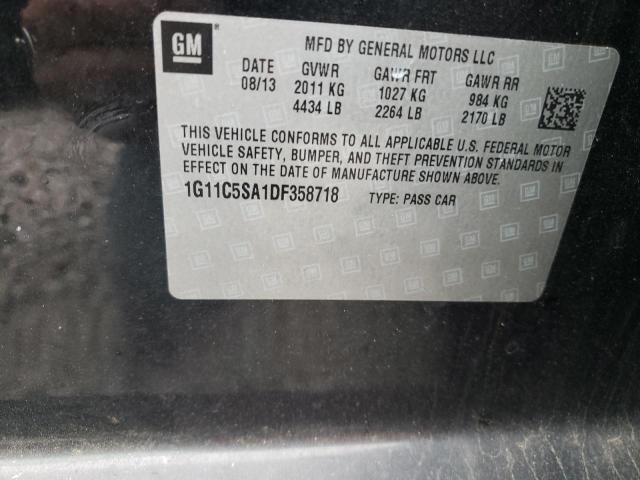 GM
MFD BY GENERAL MOTORS LLC
DATE GVWR GAWR FRT GAWR RR
08/13 2011 KG 1027 KG 984 KG
4434 LB 2264 LB 2170 LB
THIS VEHICLE CONFORMS TO ALL APPLICABLE U.S. FEDERAL MOTOR
VEHICLE SAFETY, BUMPER, AND THEFT PREVENTION STANDARDS IN
EFFECT ON THE DATE OF MANUFACTURE SHOWN ABOVE.
1G11C5SA1DF358718 TYPE: PASS CAR